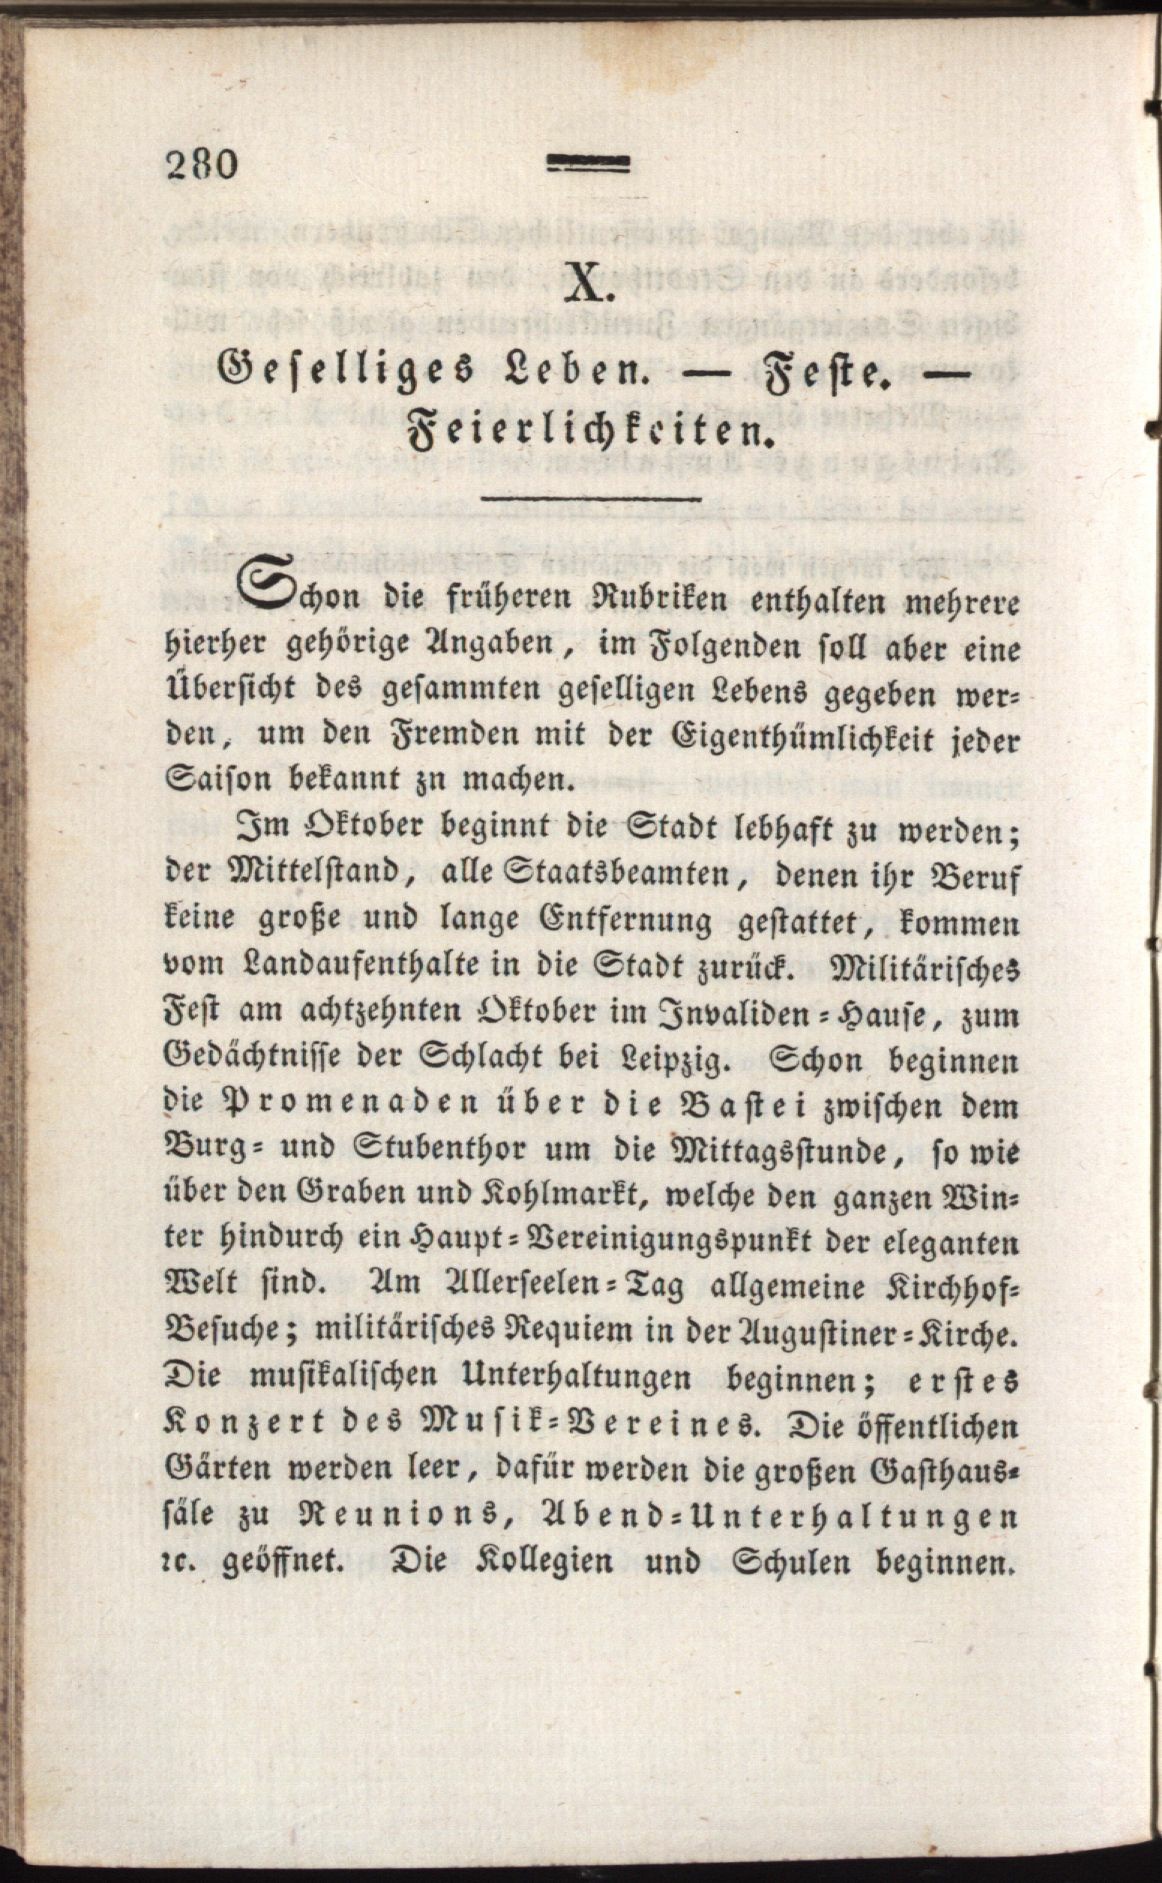 280
X.
Geselliges Leben. — Feste. —
Feierlichkeiten.
Schon die früheren Rubriken enthalten mehrere
hierher gehörige Angaben, im Folgenden soll aber eine
Übersicht des gesammten geselligen Lebens gegeben wer-
den, um den Fremden mit der Eigenthümlichkeit jeder
Saison bekannt zu machen.
Im Oktober beginnt die Stadt lebhaft zu werden;
der Mittelstand, alle Staatsbeamten, denen ihr Beruf
keine große und lange Entfernung gestattet, kommen
vom Landaufenthalte in die Stadt zurück. Militärisches
Fest am achtzehnten Oktober im Invaliden-Hause, zum
Gedächtnisse der Schlacht bei Leipzig. Schon beginnen
die Promenaden über die Bastei zwischen dem
Burg- und Stubenthor um die Mittagsstunde, so wie
über den Graben und Kohlmarkt, welche den ganzen Win-
ter hindurch ein Haupt-Vereinigungspunkt der eleganten
Welt sind. Am Allerseelen-Tag allgemeine Kirchhof-
Besuche; militärisches Requiem in der Augustiner-Kirche.
Die musikalischen Unterhaltungen beginnen; erstes
Konzert des Musik-Vereines. Die öffentlichen
Gärten werden leer, dafür werden die großen Gasthaus-
säle zu Reunions, Abend-Unterhaltungen
ꝛc. geöffnet. Die Kollegien und Schulen beginnen.